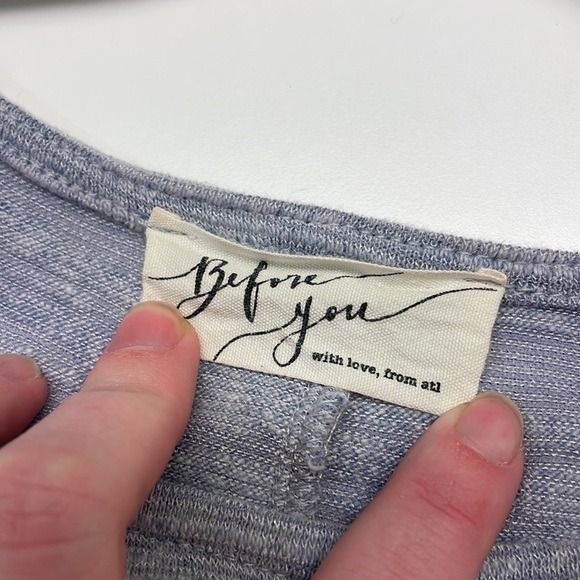 Before
you
with love, from atl